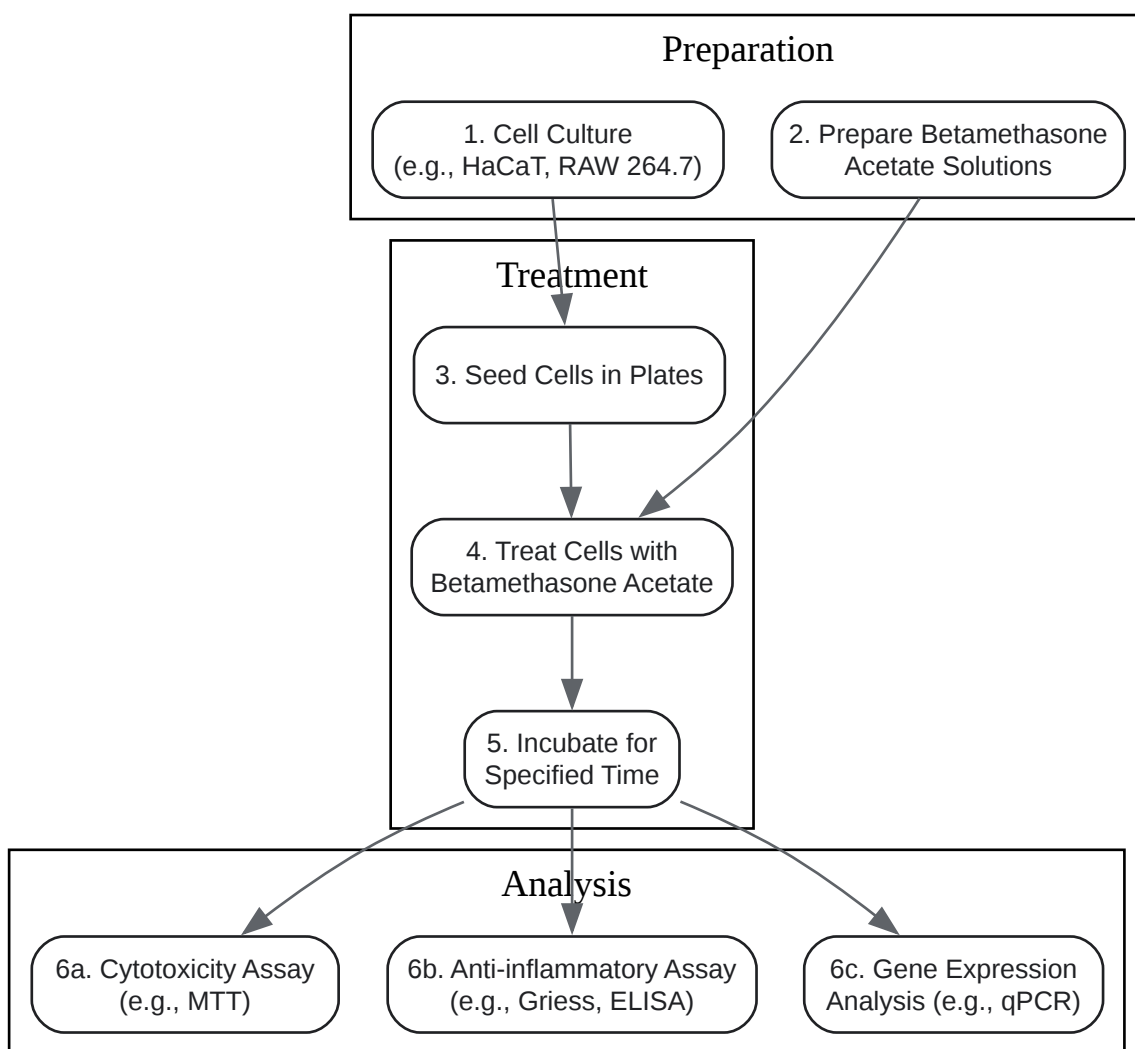 Preparation
1. Cell Culture
(e.g., HaCaT, RAW 264.7)
2. Prepare Betamethasone
Acetate Solutions
Treatment
3. Seed Cells in Plates
4. Treat Cells with
Betamethasone Acetate
5. Incubate for
Specified Time
Analysis
6a. Cytotoxicity Assay
(e.g., MTT)
6b. Anti-inflammatory Assay
(e.g., Griess, ELISA)
6c. Gene Expression
Analysis (e.g., qPCR)